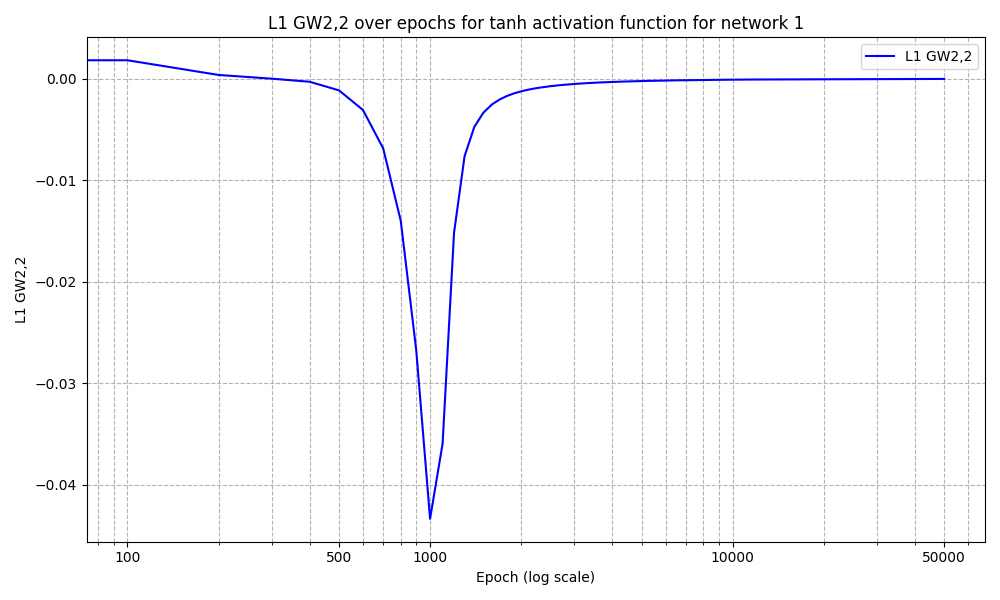 L1 GW2,2 over epochs for tanh activation function for network 1
L1 GW2,2
0.00
−0.01
−0.02
−0.03
−0.04
L1 GW2,2
100
500
1000
10000
50000
Epoch (log scale)